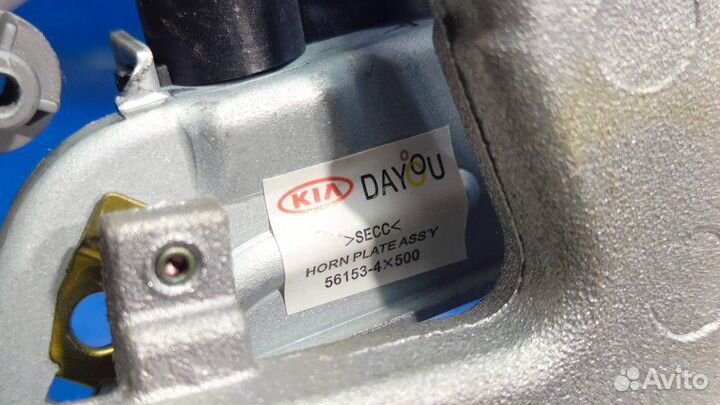 KIA DAYOU
>SECC<
HORN PLATE ASS'Y
56153-4X500
Avito